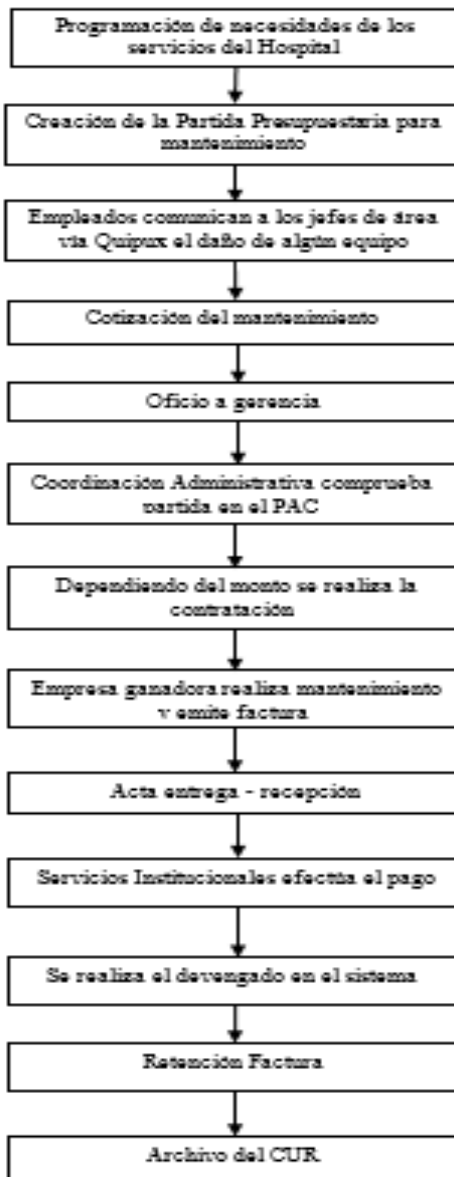 Programación de necesidades de los
servicios del Hospital
Creación de la Partida Presupuestaria para
mantenimiento
Empleados comunican a los jefes de área
vía Quipux el daño de algún equipo
Cotización del mantenimiento
Oficio a gerencia
Coordinación Administrativa comprueba
partida en el PAC
Dependiendo del monto se realiza la
contratación
Empresa ganadora realiza mantenimiento
y emite factura
Acta entrega - recepción
Servicios Institucionales efectúa el pago
Se realiza el devengado en el sistema
Retención Factura
Archivo del CUR